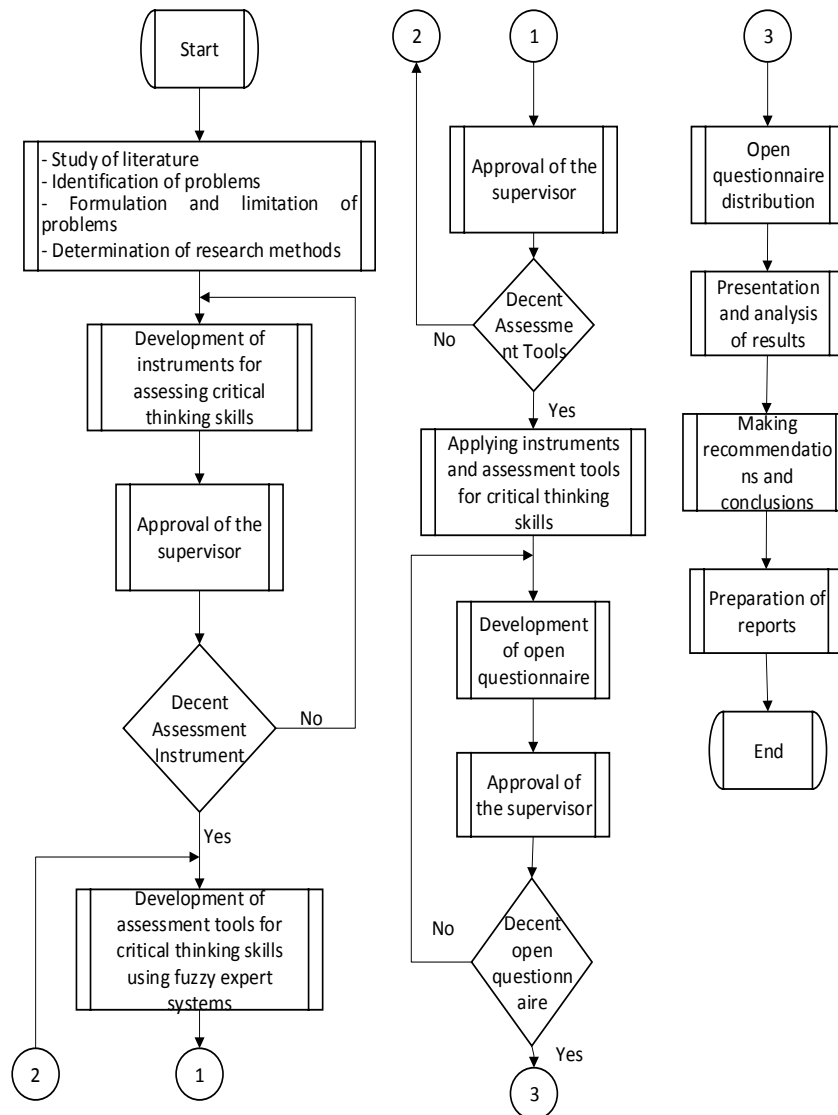 Start
- Study of literature
- Identification of problems
- Formulation and limitation of
problems
- Determination of research methods
Development of
instruments for
assessing critical
thinking skills
Approval of the
supervisor
Decent
Assessment
Instrument
No
Yes
Development of
assessment tools for
critical thinking skills
using fuzzy expert
systems
2
1
2
1
Approval of the
supervisor
Decent
Assessme
nt Tools
No
Yes
Applying instruments
and assessment tools
for critical thinking
skills
Development
of open
questionnaire
Approval of
the supervisor
Decent
open
questionn
aire
No
Yes
3
3
Open
questionnaire
distribution
Presentation
and analysis
of results
Making
recommendatio
ns and
conclusions
Preparation of
reports
End